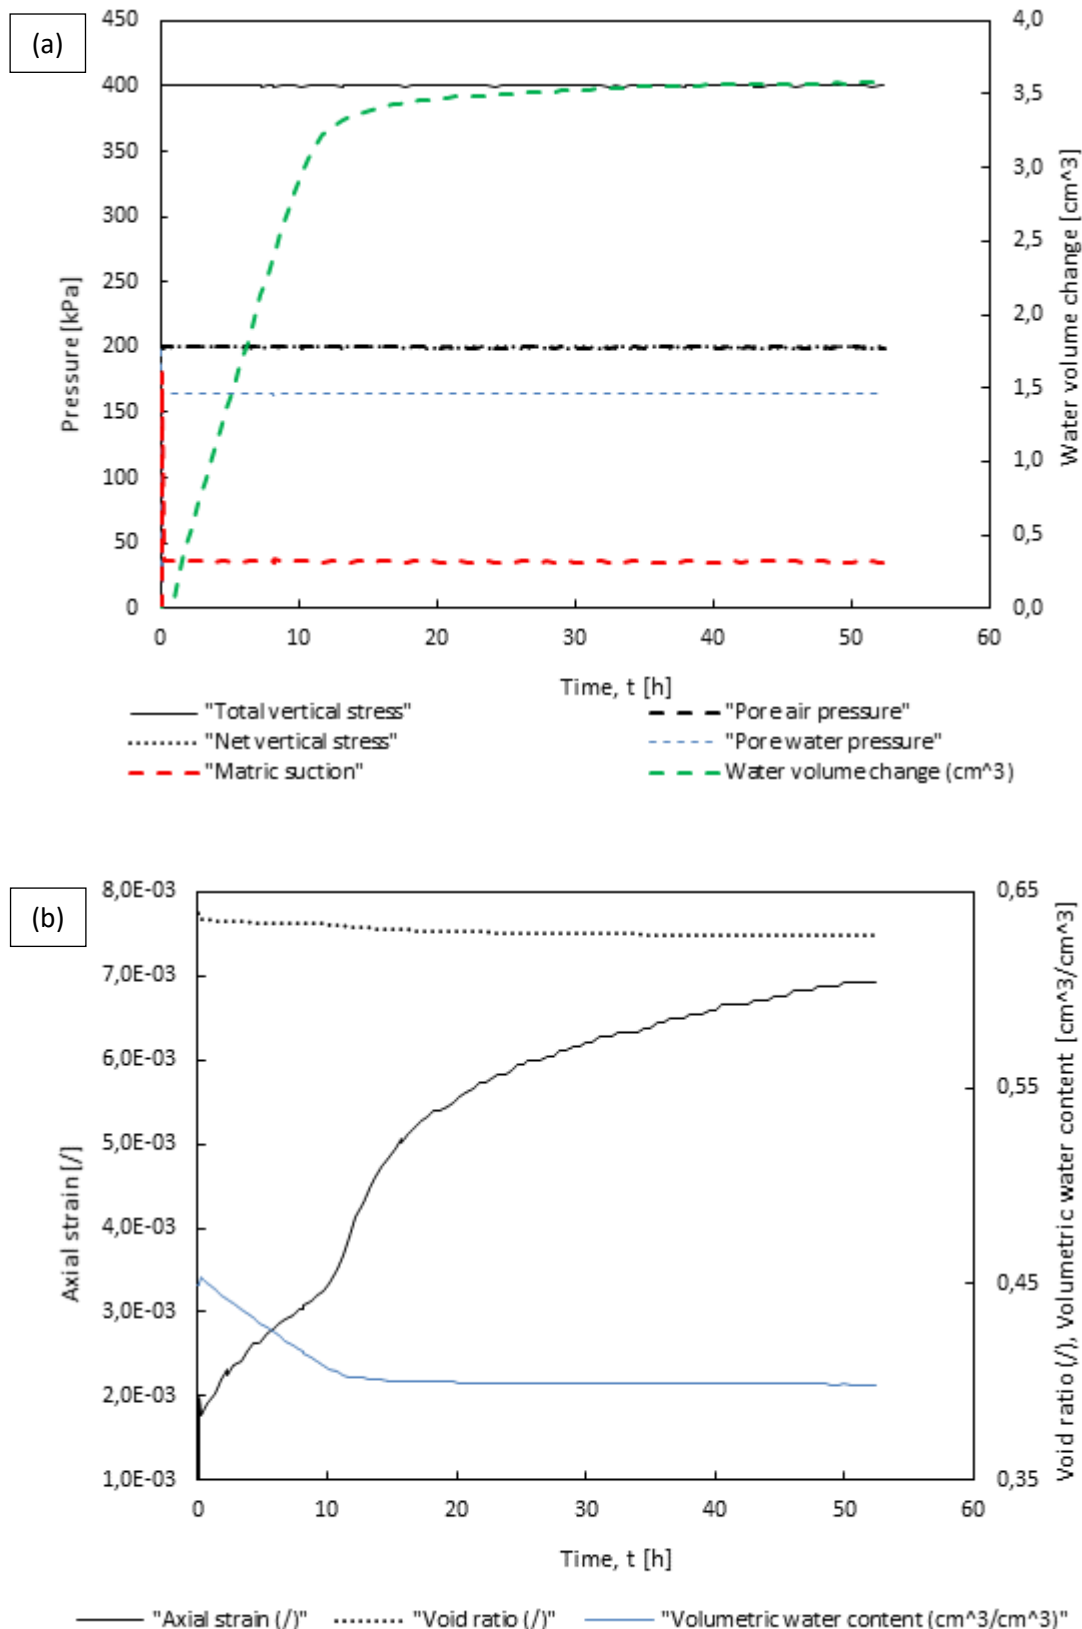 (a)
450
400
350
300
250
200
150
100
50
0
Pressure [kPa]
4,0
3,5
3,0
2,5
2,0
1,5
1,0
0,5
0,0
Water volume change [cm^3]
0 10 20 30 40 50 60
Time, t [h]
"Total vertical stress" "Pore air pressure"
"Net vertical stress" "Pore water pressure"
"Matric suction" Water volume change (cm^3)
(b)
8,0E-03
7,0E-03
6,0E-03
5,0E-03
4,0E-03
3,0E-03
2,0E-03
1,0E-03
Axial strain [/]
0,65
0,55
0,45
0,35
Void ratio (/), Volumetric water content [cm^3/cm^3]
0 10 20 30 40 50 60
Time, t [h]
"Axial strain (/)" "Void ratio (/)" "Volumetric water content (cm^3/cm^3)"